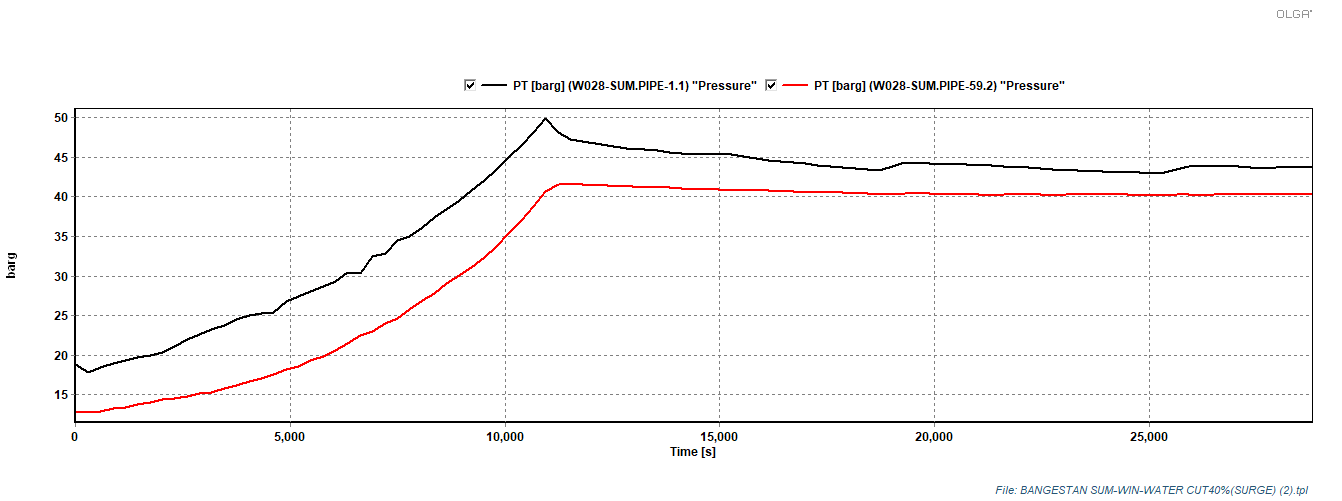 OLGA
PT [barg] (W028-SUM.PIPE-1.1) "Pressure" PT [barg] (W028-SUM.PIPE-59.2) "Pressure"
50
45
40
35
30
25
20
15
barg
0 5,000 10,000 15,000 20,000 25,000
Time [s]
File: BANGESTAN SUM-WIN-WATER CUT40%(SURGE) (2).tpl